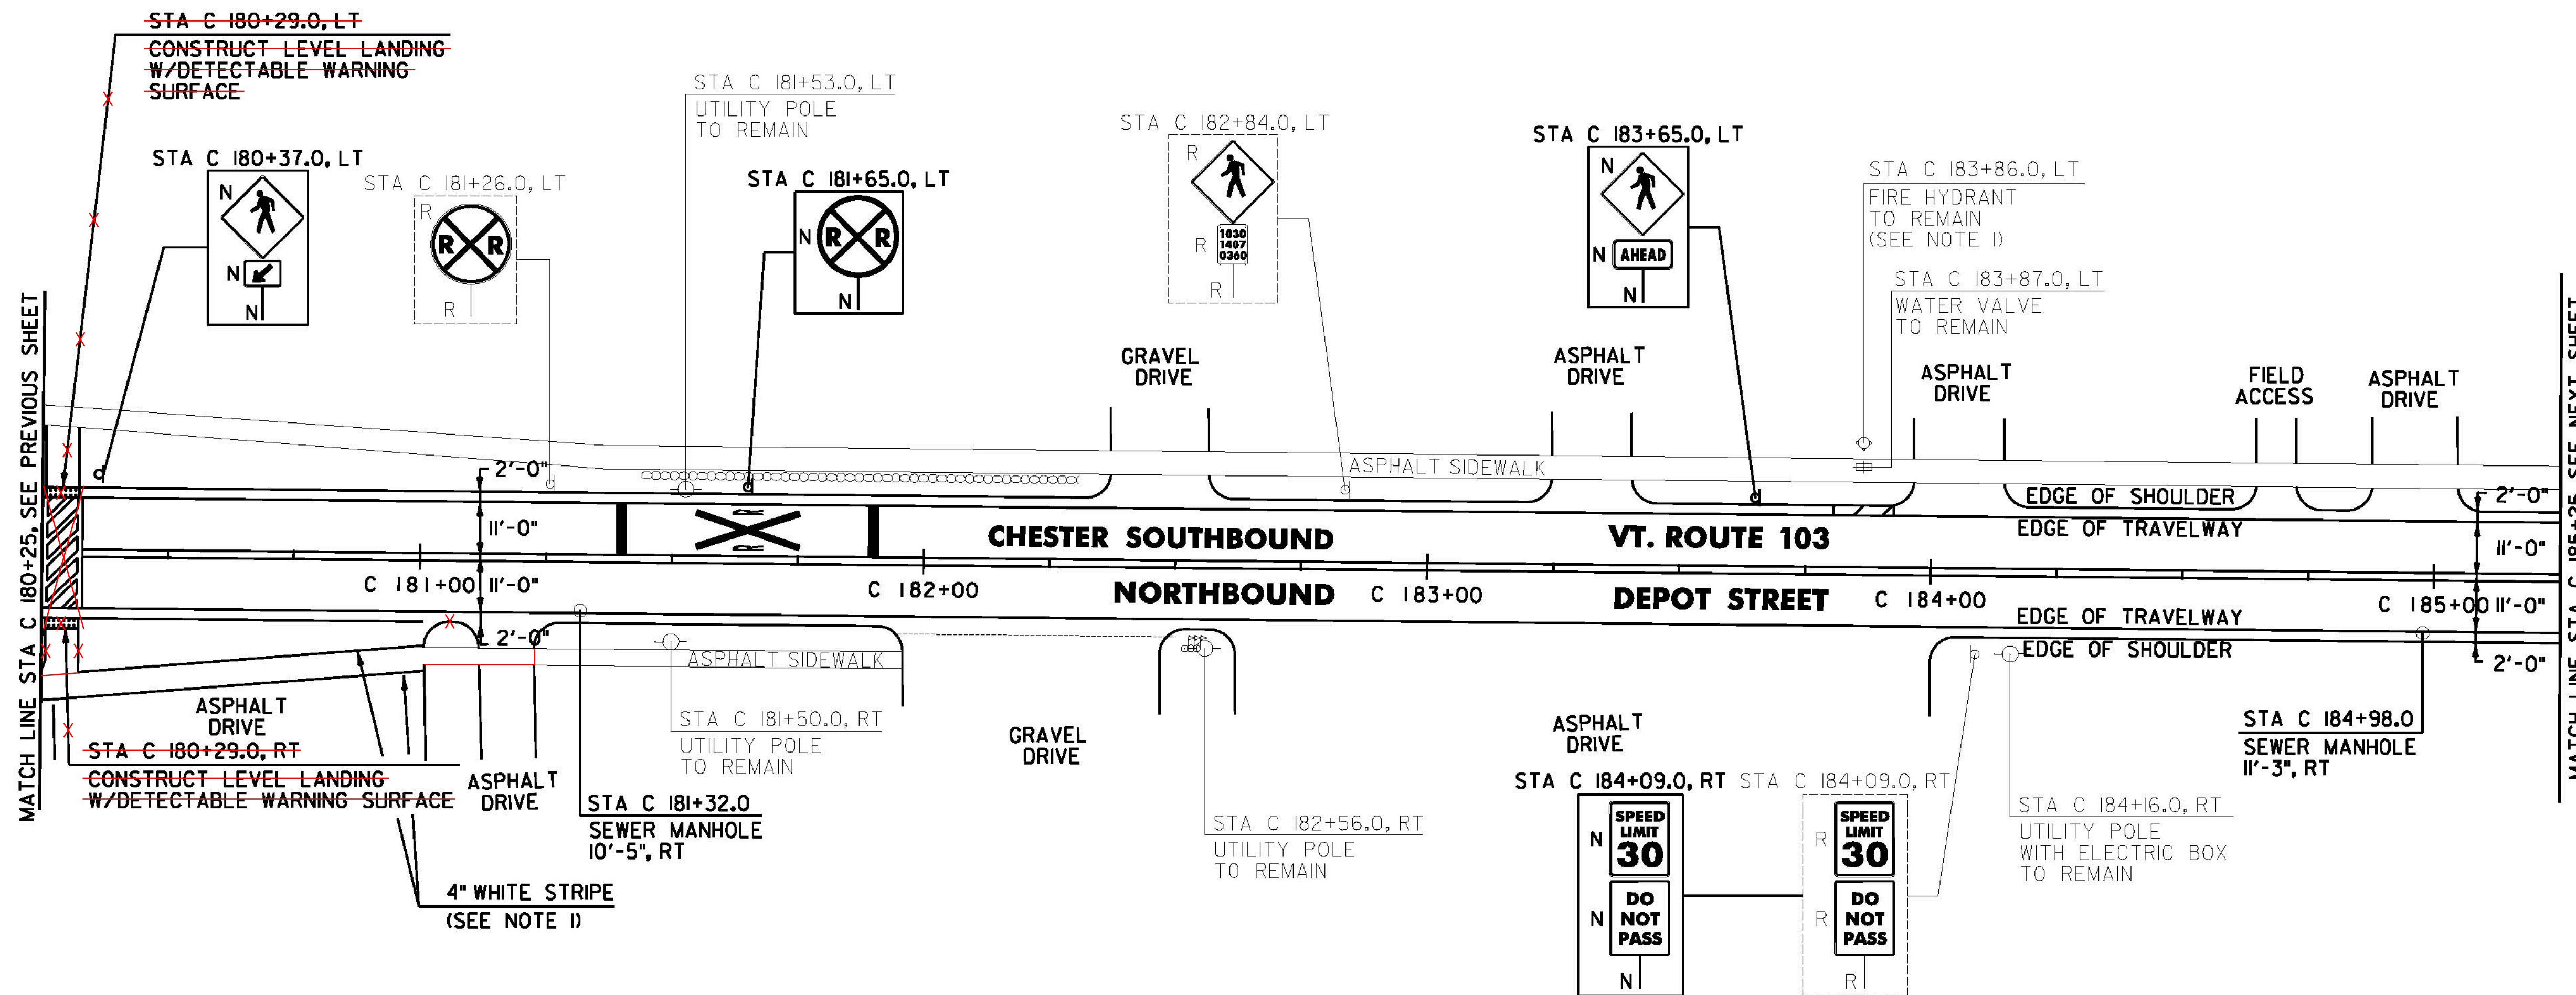 STA C 180+29.0, LT
CONSTRUCT LEVEL LANDING
W/DETECTABLE WARNING
SURFACE
STA C 180+37.0, LT
N
N
N
STA C 181+26.0, LT
R
R R
R
STA C 181+53.0, LT
UTILITY POLE
TO REMAIN
STA C 181+65.0, LT
N
R R
N
STA C 182+84.0, LT
R
R
1030
1407
0360
R
STA C 183+65.0, LT
N
N
AHEAD
N
STA C 183+86.0, LT
FIRE HYDRANT
TO REMAIN
(SEE NOTE 1)
STA C 183+87.0, LT
WATER VALVE
TO REMAIN
GRAVEL
DRIVE
ASPHALT
DRIVE
ASPHALT
DRIVE
FIELD
ACCESS
ASPHALT
DRIVE
MATCH LINE STA C 180+25, SEE PREVIOUS SHEET
MATCH LINE STA C 185+25, SEE NEXT SHEET
ASPHALT SIDEWALK
2'-0"
11'-0"
11'-0"
2'-0"
R R
CHESTER SOUTHBOUND
VT. ROUTE 103
EDGE OF SHOULDER
EDGE OF TRAVELWAY
2'-0"
11'-0"
11'-0"
2'-0"
C 181+00
C 182+00
NORTHBOUND
C 183+00
DEPOT STREET
C 184+00
C 185+00
EDGE OF TRAVELWAY
EDGE OF SHOULDER
ASPHALT SIDEWALK
ASPHALT
DRIVE
STA C 180+29.0, RT
CONSTRUCT LEVEL LANDING
W/DETECTABLE WARNING SURFACE
ASPHALT
DRIVE
4" WHITE STRIPE
(SEE NOTE 1)
STA C 181+32.0
SEWER MANHOLE
10'-5", RT
STA C 181+50.0, RT
UTILITY POLE
TO REMAIN
GRAVEL
DRIVE
STA C 182+56.0, RT
UTILITY POLE
TO REMAIN
ASPHALT
DRIVE
STA C 184+09.0, RT
N
SPEED
LIMIT
30
N
DO
NOT
PASS
N
STA C 184+09.0, RT
R
SPEED
LIMIT
30
R
DO
NOT
PASS
R
STA C 184+16.0, RT
UTILITY POLE
WITH ELECTRIC BOX
TO REMAIN
STA C 184+98.0
SEWER MANHOLE
11'-3", RT